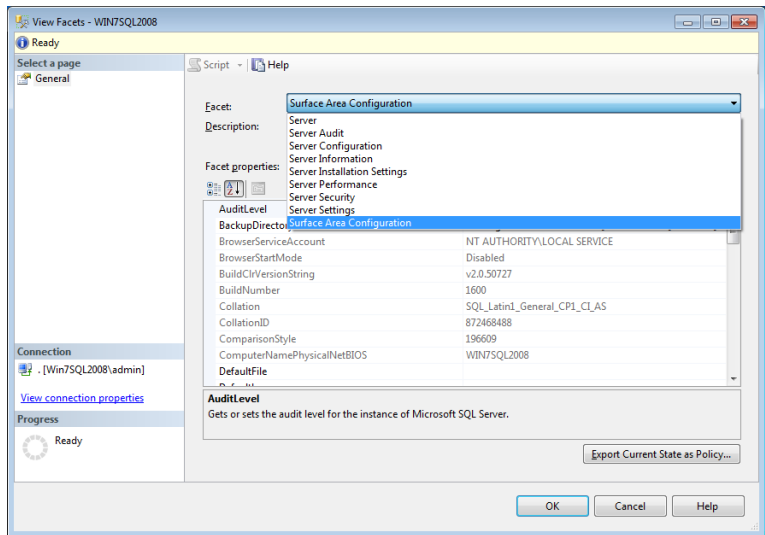 View Facets - WIN7SQL2008
Ready
Select a page
General
Script
Help
Facet:
Surface Area Configuration
Description:
Server
Server Audit
Server Configuration
Server Information
Server Installation Settings
Server Performance
Server Security
Server Settings
Surface Area Configuration
Facet properties:
AuditLevel
BackupDirecto
BrowserServiceAccount NT AUTHORITY\LOCAL SERVICE
BrowserStartMode Disabled
BuildClrVersionString v2.0.50727
BuildNumber 1600
Collation SQL_Latin1_General_CP1_CI_AS
CollationID 872468488
ComparisonStyle 196609
ComputerNamePhysicalNetBIOS WIN7SQL2008
DefaultFile
Connection
. [Win7SQL2008\admin]
View connection properties
Progress
Ready
AuditLevel
Gets or sets the audit level for the instance of Microsoft SQL Server.
Export Current State as Policy...
OK Cancel Help